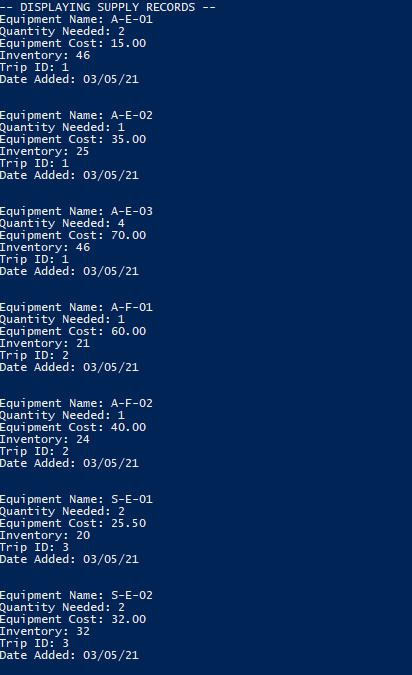 -- DISPLAYING SUPPLY RECORDS --
Equipment Name: A-E-01
Quantity Needed: 2
Equipment Cost: 15.00
Inventory: 46
Trip ID: 1
Date Added: 03/05/21
Equipment Name: A-E-02
Quantity Needed: 1
Equipment Cost: 35.00
Inventory: 25
Trip ID: 1
Date Added: 03/05/21
Equipment Name: A-E-03
Quantity Needed: 4
Equipment Cost: 70.00
Inventory: 46
Trip ID: 1
Date Added: 03/05/21
Equipment Name: A-F-01
Quantity Needed: 1
Equipment Cost: 60.00
Inventory: 21
Trip ID: 2
Date Added: 03/05/21
Equipment Name: A-F-02
Quantity Needed: 1
Equipment Cost: 40.00
Inventory: 24
Trip ID: 2
Date Added: 03/05/21
Equipment Name: S-E-01
Quantity Needed: 2
Equipment Cost: 25.50
Inventory: 20
Trip ID: 3
Date Added: 03/05/21
Equipment Name: S-E-02
Quantity Needed: 2
Equipment Cost: 32.00
Inventory: 32
Trip ID: 3
Date Added: 03/05/21